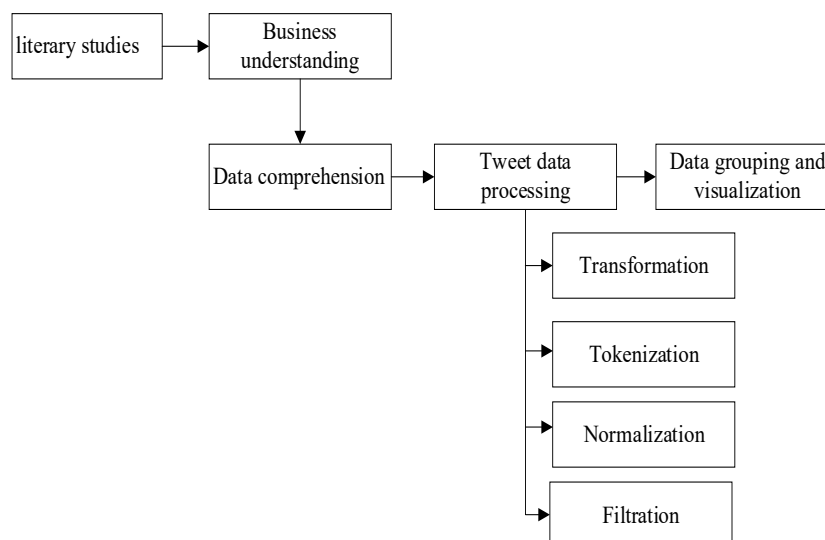 literary studies
Business
understanding
Data comprehension
Tweet data
processing
Data grouping and
visualization
Transformation
Tokenization
Normalization
Filtration